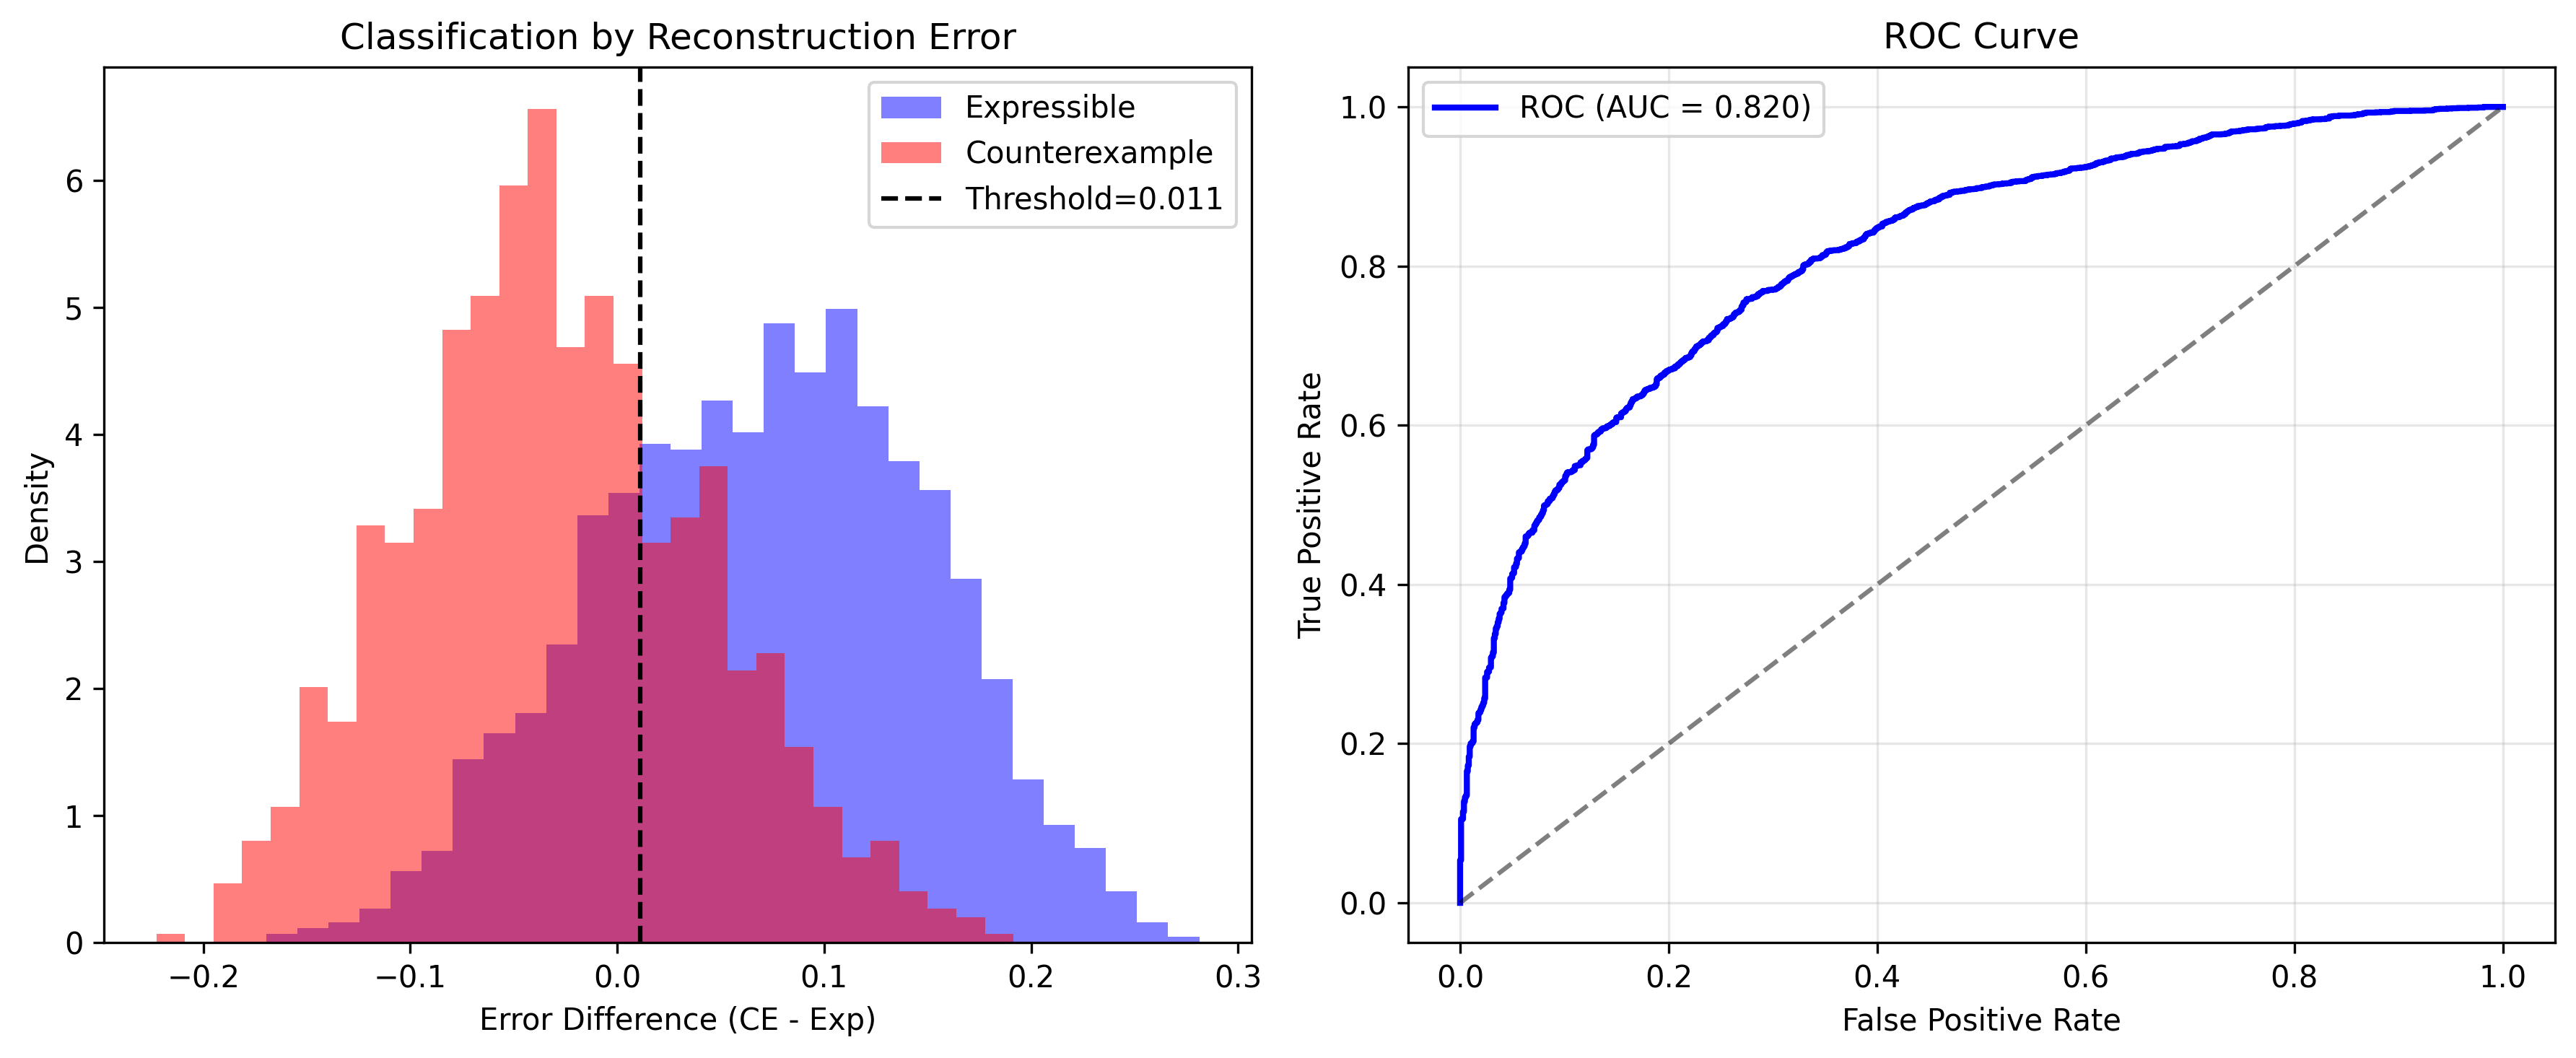 Classification by Reconstruction Error
Expressible
Counterexample
Threshold=0.011
Density
6
5
4
3
2
1
0
−0.2
−0.1
0.0
0.1
0.2
0.3
Error Difference (CE - Exp)
ROC Curve
ROC (AUC = 0.820)
True Positive Rate
1.0
0.8
0.6
0.4
0.2
0.0
0.0
0.2
0.4
0.6
0.8
1.0
False Positive Rate